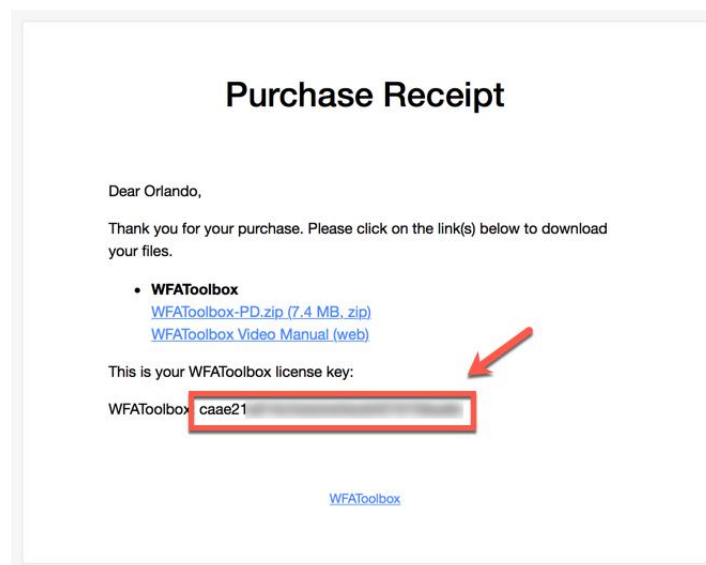 Purchase Receipt
Dear Orlando,
Thank you for your purchase. Please click on the link(s) below to download
your files.
• WFAToolbox
WFAToolbox-PD.zip (7.4 MB, zip)
WFAToolbox Video Manual (web)
This is your WFAToolbox license key:
WFAToolbox caae21
WFAToolbox